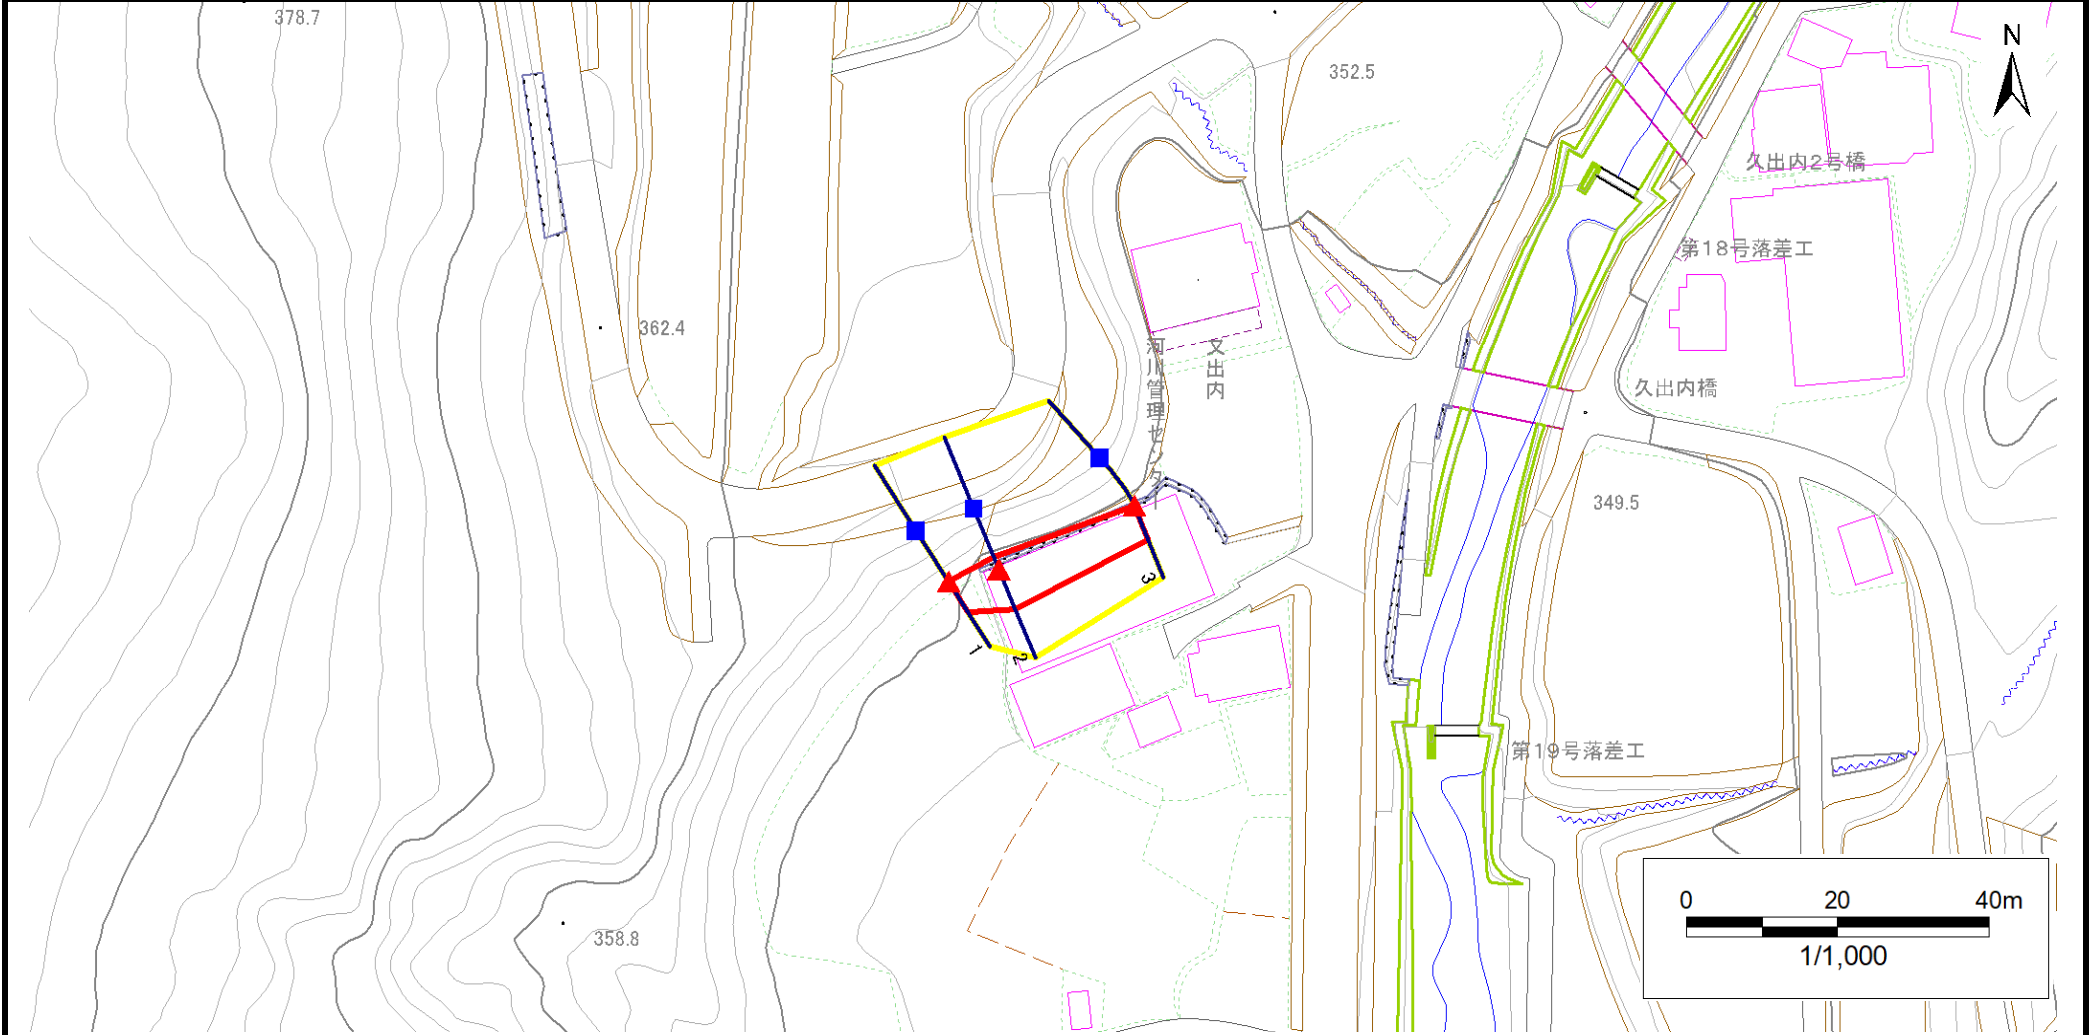 378.7
N
352.5
久出内2号橋
第18号落差工
362.4
又出内
河川管理センター
久出内橋
349.5
3
1
2
第19号落差工
0 20 40m
1/1,000
358.8